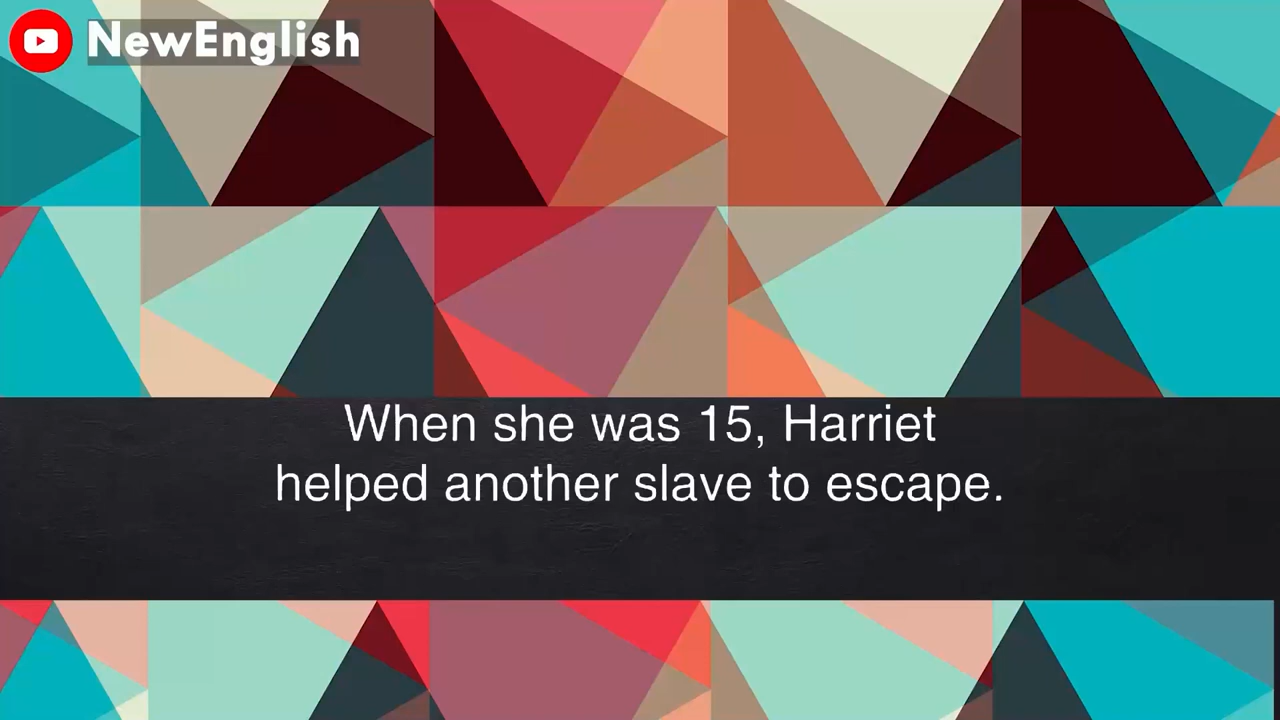 NewEnglish
When she was 15, Harriet
helped another slave to escape.